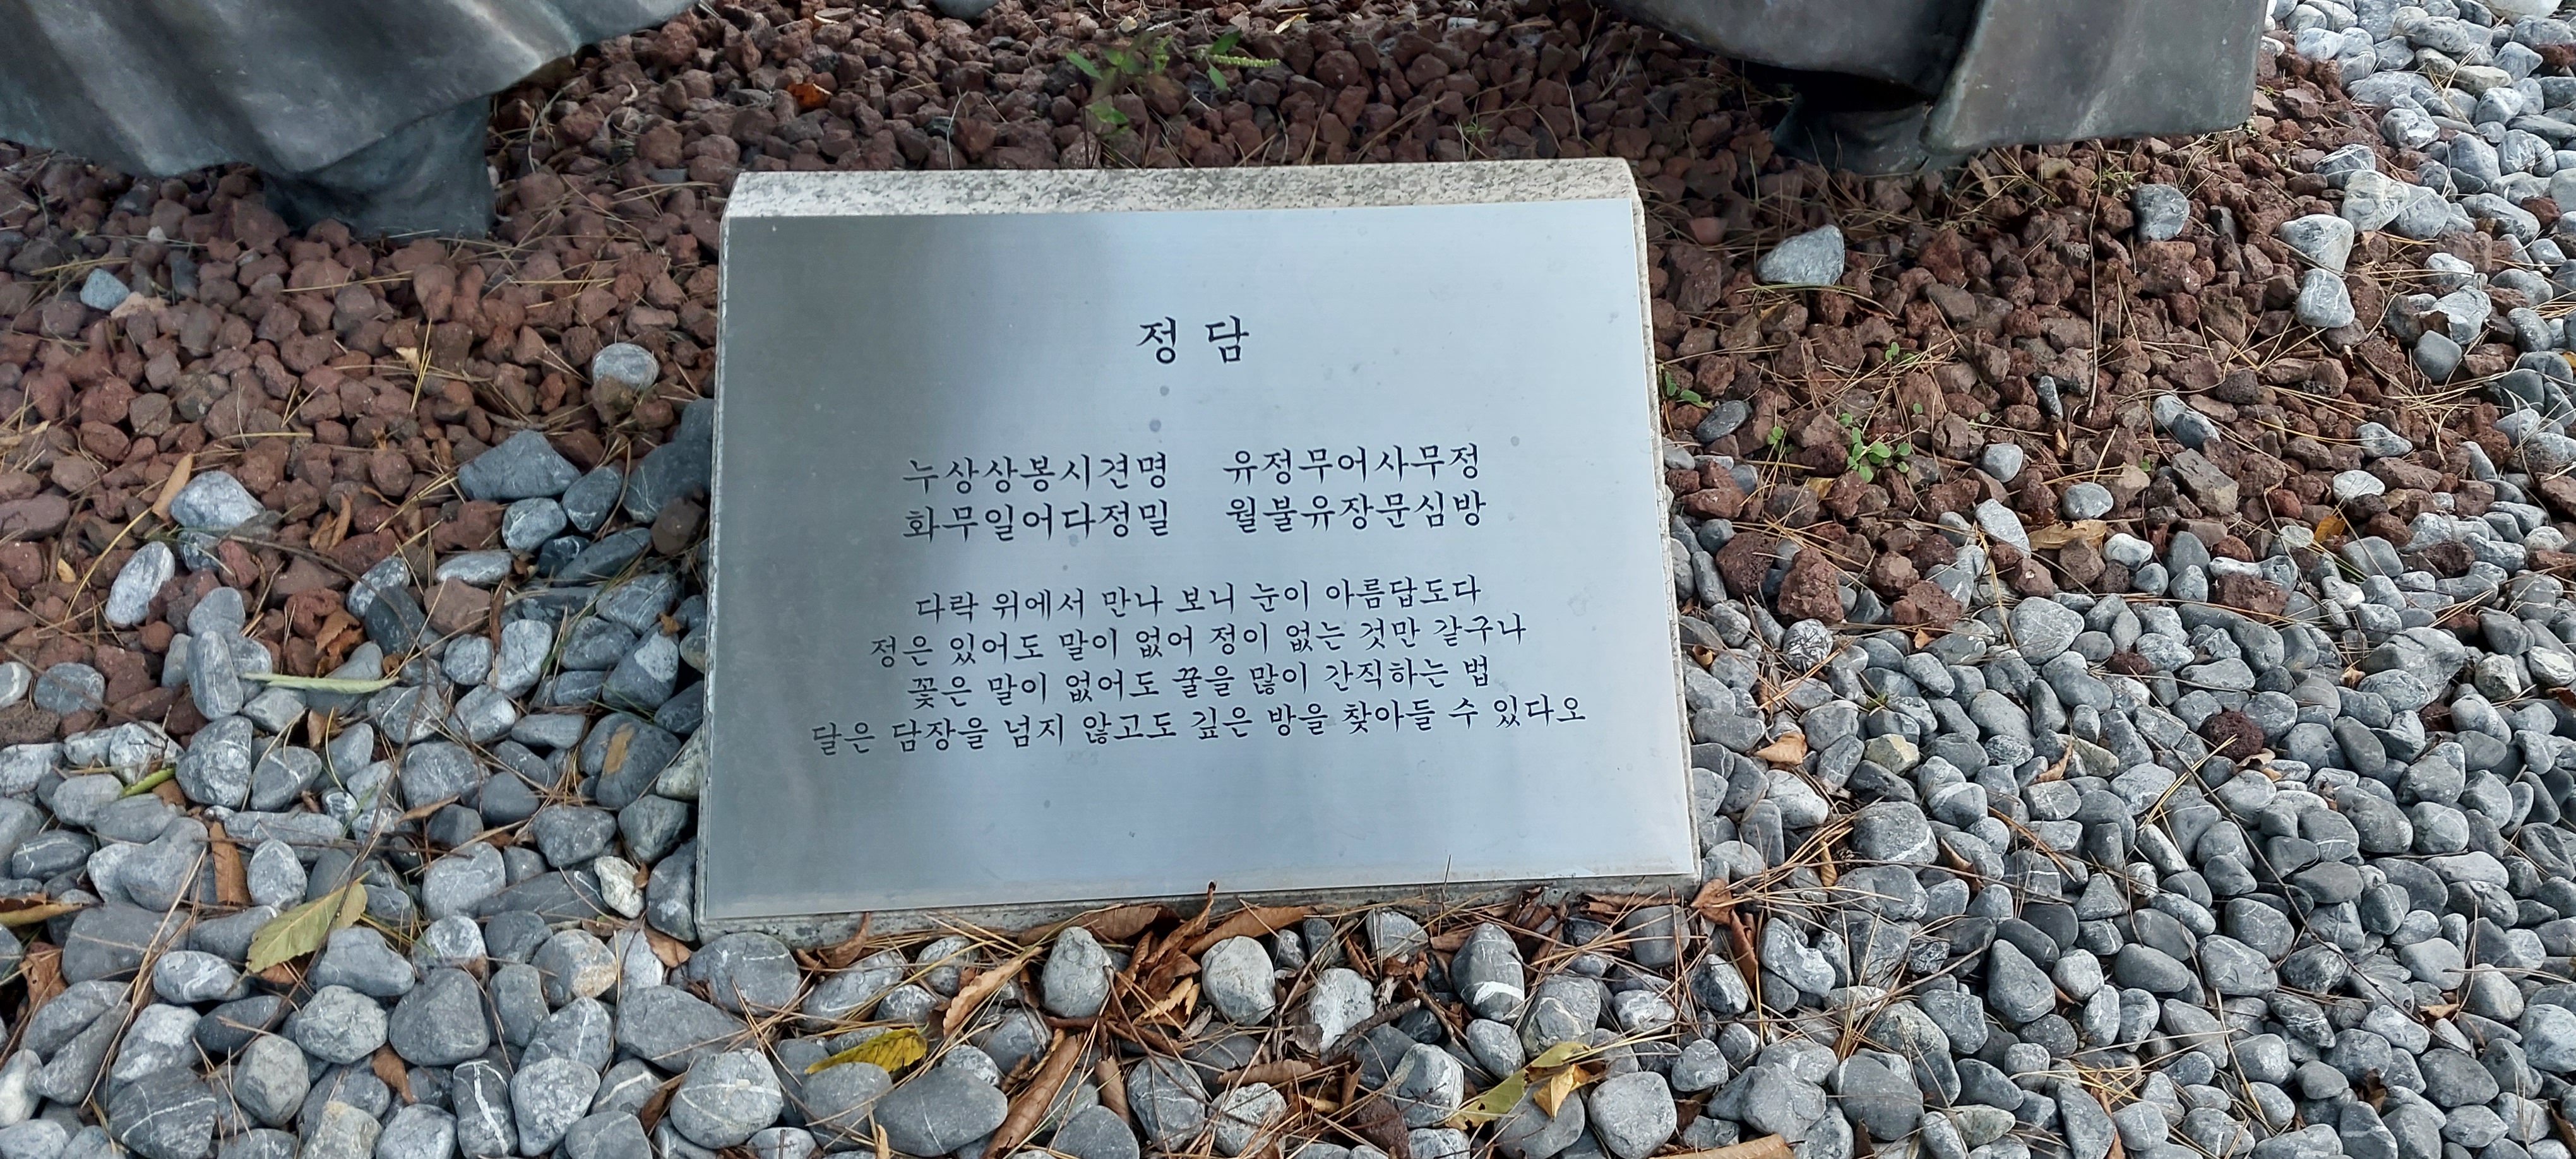 정 담
누상상봉시견명 유정무어사무정
화무일어다정밀 월불유장문심방
다락 위에서 만나 보니 눈이 아름답도다
정은 있어도 말이 없어 정이 없는 것만 같구나
꽃은 말이 없어도 꿀을 많이 간직하는 법
달은 담장을 넘지 않고도 깊은 방을 찾아들 수 있다오